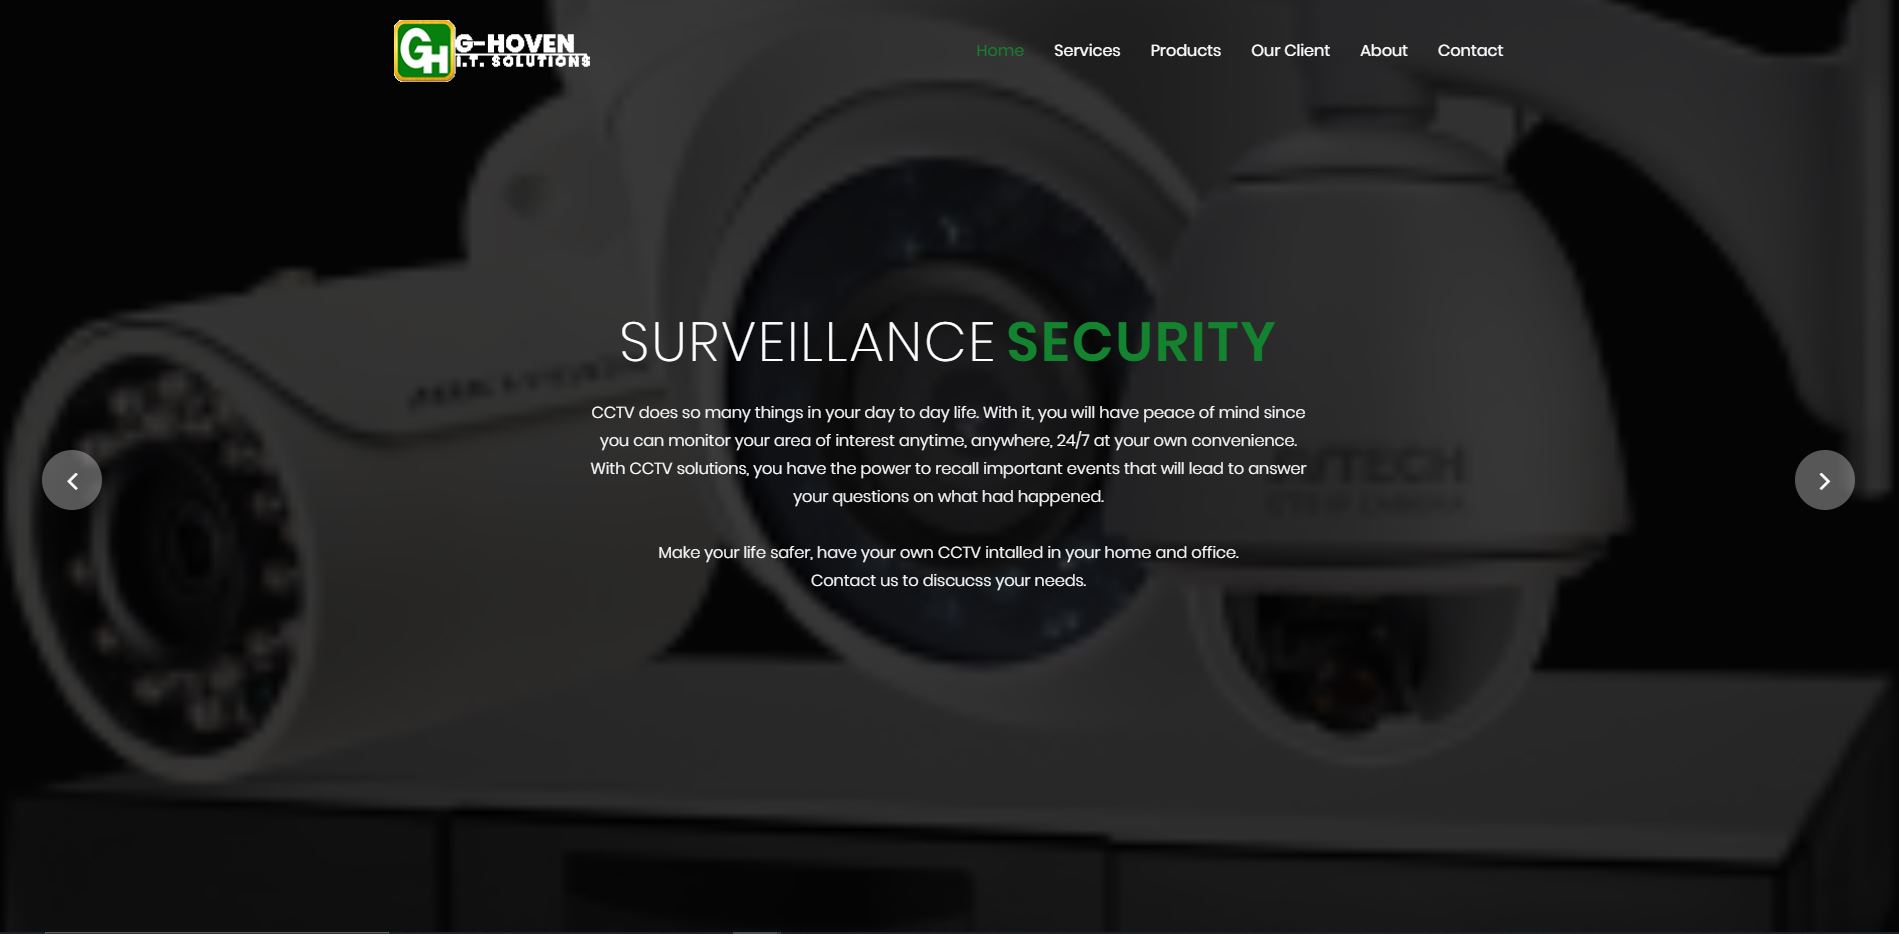 G-HOVEN
I.T. SOLUTIONS
Home Services Products Our Client About Contact
SURVEILLANCE SECURITY
CCTV does so many things in your day to day life. With it, you will have peace of mind since
you can monitor your area of interest anytime, anywhere, 24/7 at your own convenience.
With CCTV solutions, you have the power to recall important events that will lead to answer
your questions on what had happened.
Make your life safer, have your own CCTV intalled in your home and office.
Contact us to discucss your needs.